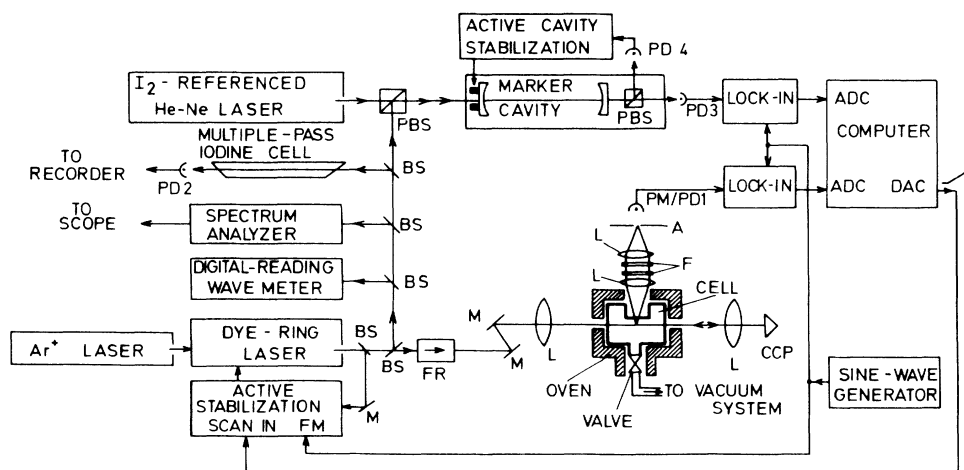 ACTIVE CAVITY
STABILIZATION
PD 4
I2 - REFERENCED
He-Ne LASER
MARKER
CAVITY
PBS
PBS
PD3
LOCK-IN
ADC
COMPUTER
MULTIPLE-PASS
IODINE CELL
TO
RECORDER
PD2
BS
LOCK-IN
ADC DAC
PM/PD1
TO
SCOPE
SPECTRUM
ANALYZER
BS
A
L
F
L
DIGITAL-READING
WAVE METER
BS
CELL
M
Ar+ LASER
DYE-RING
LASER
BS
BS
FR
M
L
L
CCP
OVEN
VALVE
TO VACUUM
SYSTEM
ACTIVE
STABILIZATION
SCAN IN FM
M
SINE-WAVE
GENERATOR